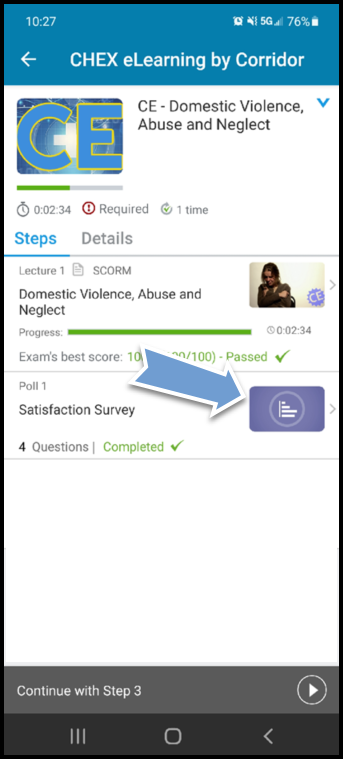 10:27
5G
76%
CHEX eLearning by Corridor
CE
CE - Domestic Violence,
Abuse and Neglect
0:02:34 Required 1 time
Steps Details
Lecture 1 SCORM
Domestic Violence, Abuse and
Neglect
CE
Progress: 0:02:34
Exam's best score: 10 00/100) - Passed
Poll 1
Satisfaction Survey
4 Questions | Completed
Continue with Step 3